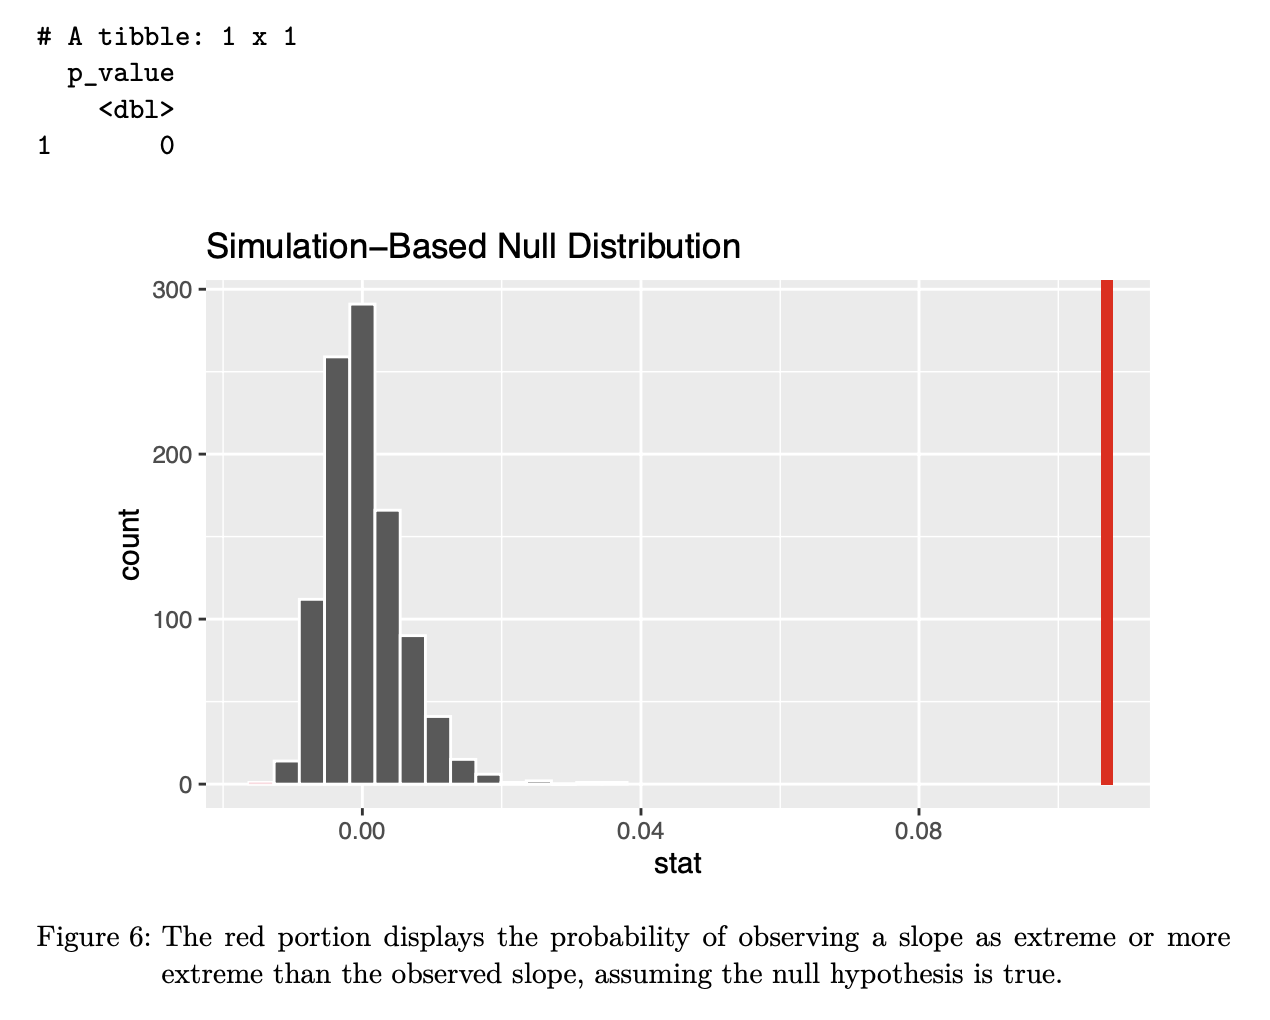 # A tibble: 1 x 1
p_value
<dbl>
1 0
Simulation−Based Null Distribution
300
200
100
0
count
0.00 0.04 0.08
stat
Figure 6: The red portion displays the probability of observing a slope as extreme or more
extreme than the observed slope, assuming the null hypothesis is true.